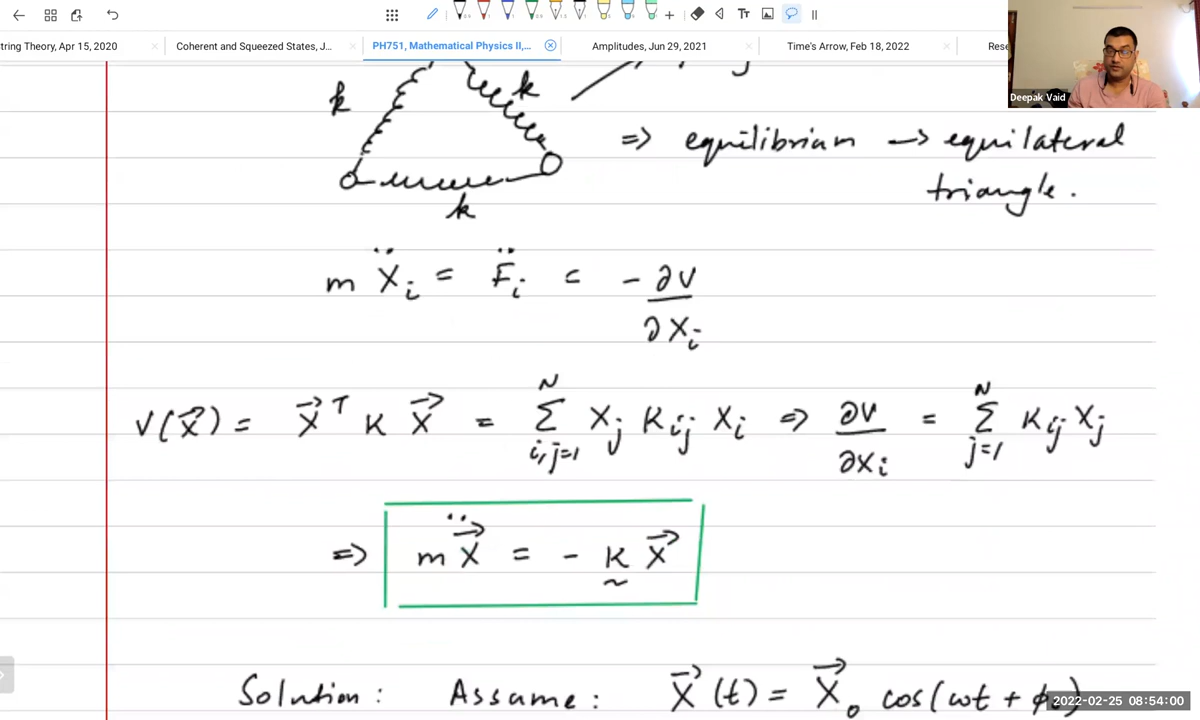 tring Theory, Apr 15, 2020 × Coherent and Squeezed States, J... × PH751, Mathematical Physics II,... Amplitudes, Jun 29, 2021 × Time's Arrow, Feb 18, 2022 × Rese
Deepak Vaid
k k
=> equilibrium -> equilateral
triangle.
k
m Ẍ_i = F̈_i = - ∂V/∂X_i
V(X⃗) = X⃗^T K X⃗ = Σ_{i,j=1}^N X_j K_ij X_i => ∂V/∂X_i = Σ_{j=1}^N K_ij X_j
=> m Ẍ⃗ = - K̰ X⃗
Solution: Assume: X⃗(t) = X⃗_0 cos(ωt + φ
2022-02-25 08:54:00